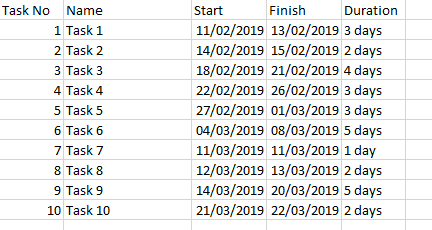 Task No Name Start Finish Duration
1 Task 1 11/02/2019 13/02/2019 3 days
2 Task 2 14/02/2019 15/02/2019 2 days
3 Task 3 18/02/2019 21/02/2019 4 days
4 Task 4 22/02/2019 26/02/2019 3 days
5 Task 5 27/02/2019 01/03/2019 3 days
6 Task 6 04/03/2019 08/03/2019 5 days
7 Task 7 11/03/2019 11/03/2019 1 day
8 Task 8 12/03/2019 13/03/2019 2 days
9 Task 9 14/03/2019 20/03/2019 5 days
10 Task 10 21/03/2019 22/03/2019 2 days